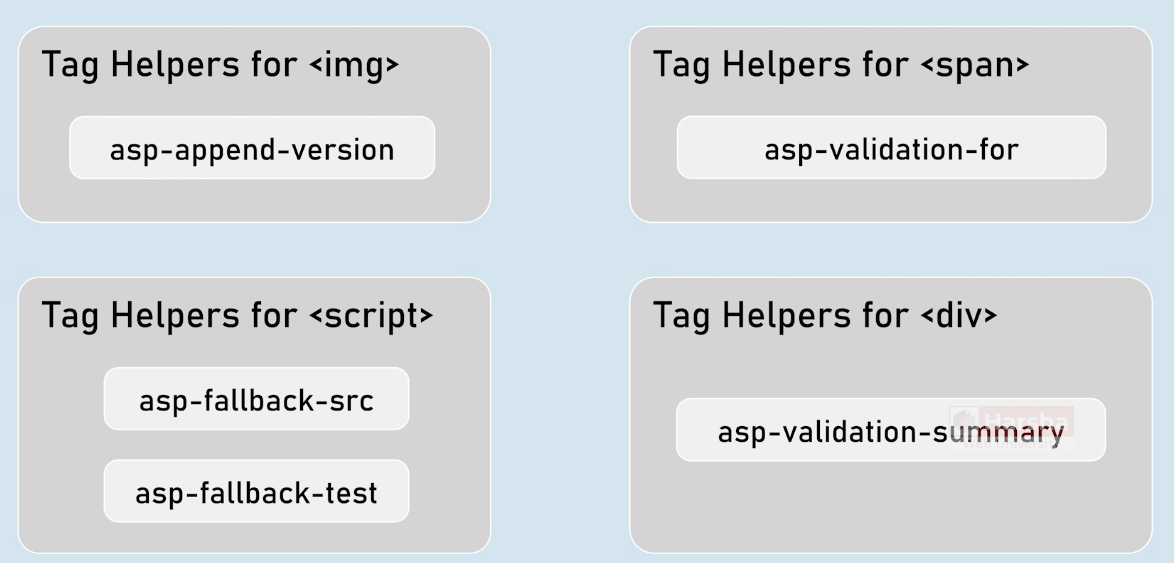 Tag Helpers for <img>
asp-append-version
Tag Helpers for <span>
asp-validation-for
Tag Helpers for <script>
asp-fallback-src
asp-fallback-test
Tag Helpers for <div>
asp-validation-summary
Harsha